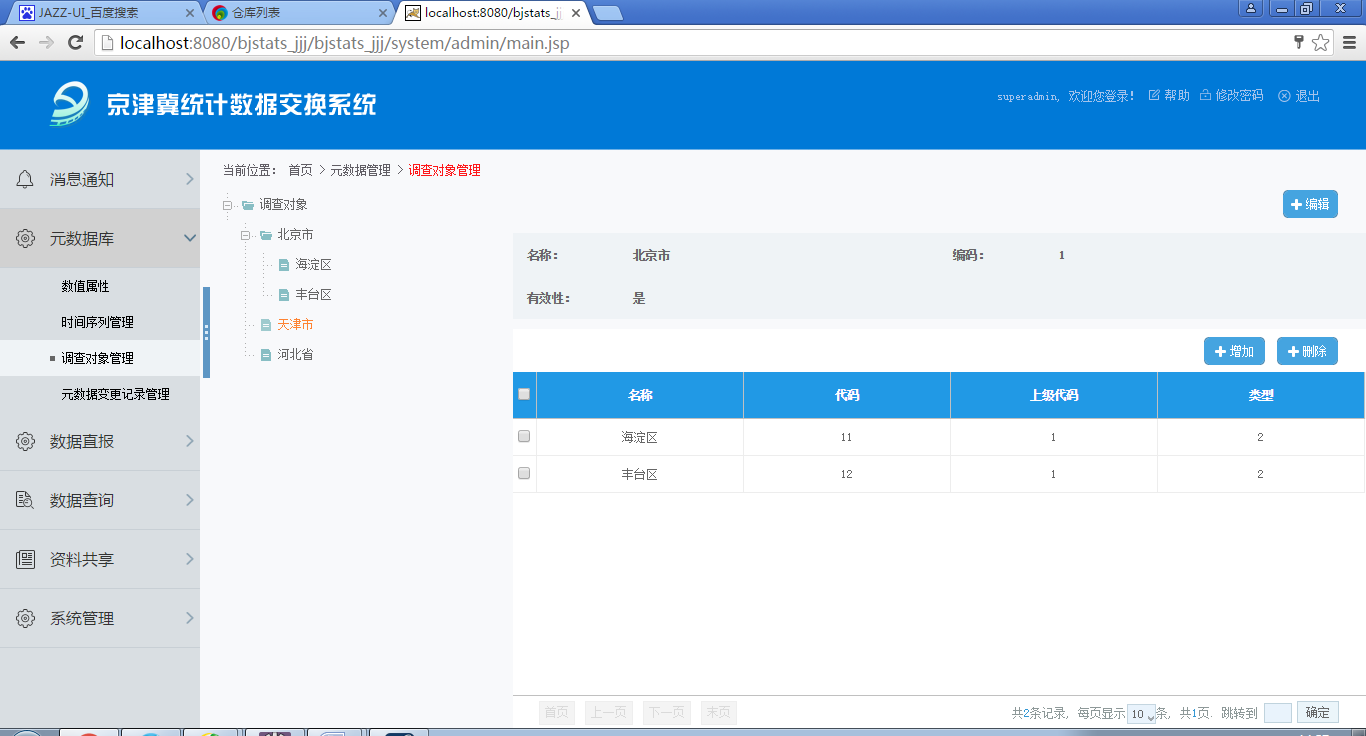 JAZZ-UI_百度搜索
仓库列表
localhost:8080/bjstats_jj
localhost:8080/bjstats_jjj/bjstats_jjj/system/admin/main.jsp
京津冀统计数据交换系统
superadmin, 欢迎您登录! 帮助 修改密码 退出
消息通知
元数据库
数值属性
时间序列管理
调查对象管理
元数据变更记录管理
数据直报
数据查询
资料共享
系统管理
当前位置: 首页 > 元数据管理 > 调查对象管理
调查对象
北京市
海淀区
丰台区
天津市
河北省
编辑
名称: 北京市 编码: 1
有效性: 是
增加 删除
名称 代码 上级代码 类型
海淀区 11 1 2
丰台区 12 1 2
首页 上一页 下一页 末页 共2条记录, 每页显示 10 条, 共1页. 跳转到 确定